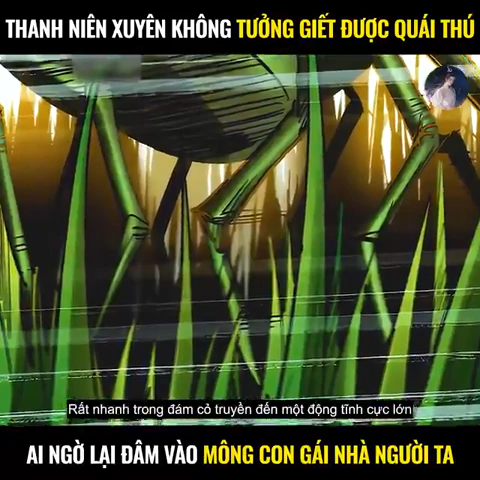 THANH NIÊN XUYÊN KHÔNG TƯỞNG GIẾT ĐƯỢC QUÁI THÚ
Rất nhanh trong đám cỏ truyền đến một động tĩnh cực lớn
AI NGỜ LẠI ĐÂM VÀO MÔNG CON GÁI NHÀ NGƯỜI TA